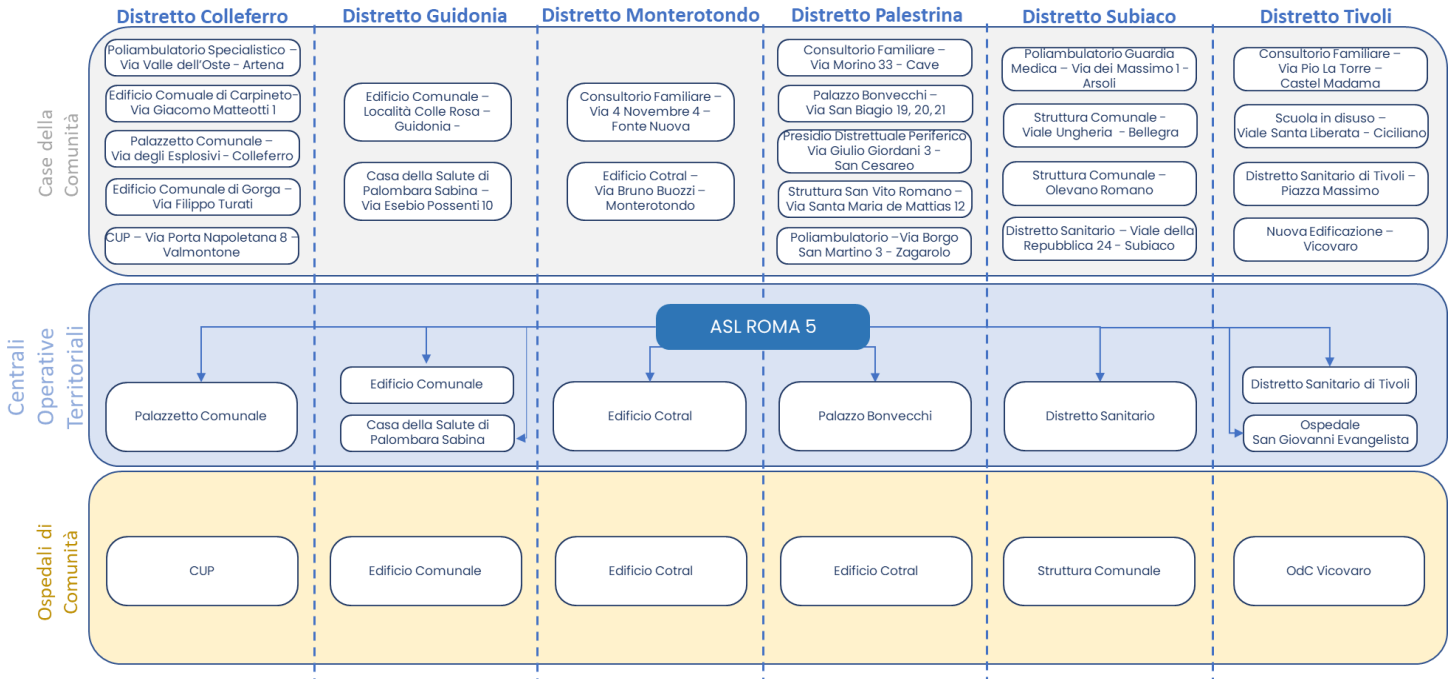 Distretto Colleferro
Distretto Guidonia
Distretto Monterotondo
Distretto Palestrina
Distretto Subiaco
Distretto Tivoli
Case della
Comunità
Poliambulatorio Specialistico –
Via Valle dell'Oste - Artena
Edificio Comuale di Carpineto–
Via Giacomo Matteotti 1
Palazzetto Comunale –
Via degli Esplosivi - Colleferro
Edificio Comunale di Gorga –
Via Filippo Turati
CUP – Via Porta Napoletana 8 –
Valmontone
Edificio Comunale –
Località Colle Rosa –
Guidonia -
Casa della Salute di
Palombara Sabina –
Via Esebio Possenti 10
Consultorio Familiare –
Via 4 Novembre 4 –
Fonte Nuova
Edificio Cotral –
Via Bruno Buozzi –
Monterotondo
Consultorio Familiare –
Via Morino 33 - Cave
Palazzo Bonvecchi –
Via San Biagio 19, 20, 21
Presidio Distrettuale Periferico
Via Giulio Giordani 3 -
San Cesareo
Struttura San Vito Romano –
Via Santa Maria de Mattias 12
Poliambulatorio –Via Borgo
San Martino 3 - Zagarolo
Poliambulatorio Guardia
Medica – Via dei Massimo 1 -
Arsoli
Struttura Comunale -
Viale Ungheria - Bellegra
Struttura Comunale –
Olevano Romano
Distretto Sanitario – Viale della
Repubblica 24 - Subiaco
Consultorio Familiare –
Via Pio La Torre –
Castel Madama
Scuola in disuso –
Viale Santa Liberata - Ciciliano
Distretto Sanitario di Tivoli –
Piazza Massimo
Nuova Edificazione –
Vicovaro
Centrali
Operative
Territoriali
ASL ROMA 5
Palazzetto Comunale
Edificio Comunale
Casa della Salute di
Palombara Sabina
Edificio Cotral
Palazzo Bonvecchi
Distretto Sanitario
Distretto Sanitario di Tivoli
Ospedale
San Giovanni Evangelista
Ospedali di
Comunità
CUP
Edificio Comunale
Edificio Cotral
Edificio Cotral
Struttura Comunale
OdC Vicovaro